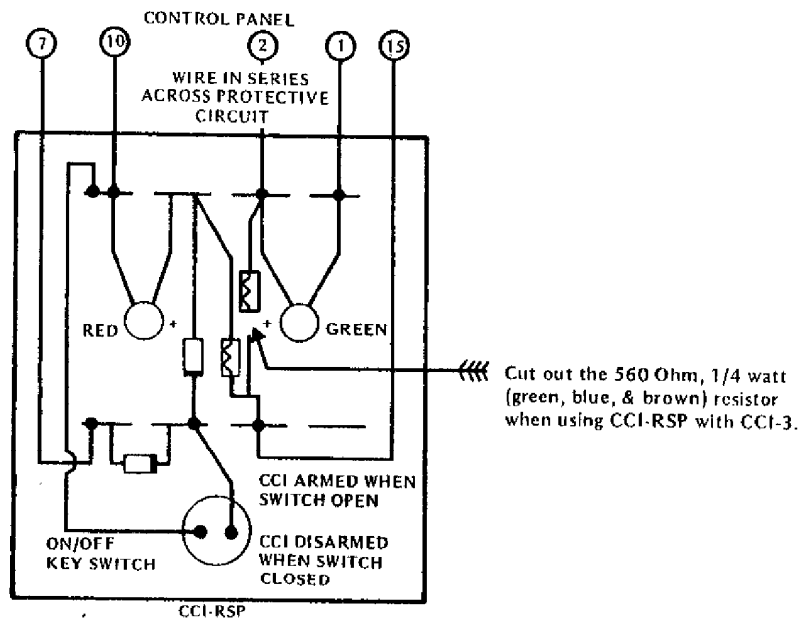 CONTROL PANEL
7 10 2 1 15
WIRE IN SERIES
ACROSS PROTECTIVE
CIRCUIT
RED + + GREEN
Cut out the 560 Ohm, 1/4 watt
(green, blue, & brown) resistor
when using CCI-RSP with CCI-3.
CCI ARMED WHEN
SWITCH OPEN
ON/OFF
KEY SWITCH
CCI DISARMED
WHEN SWITCH
CLOSED
CCI-RSP